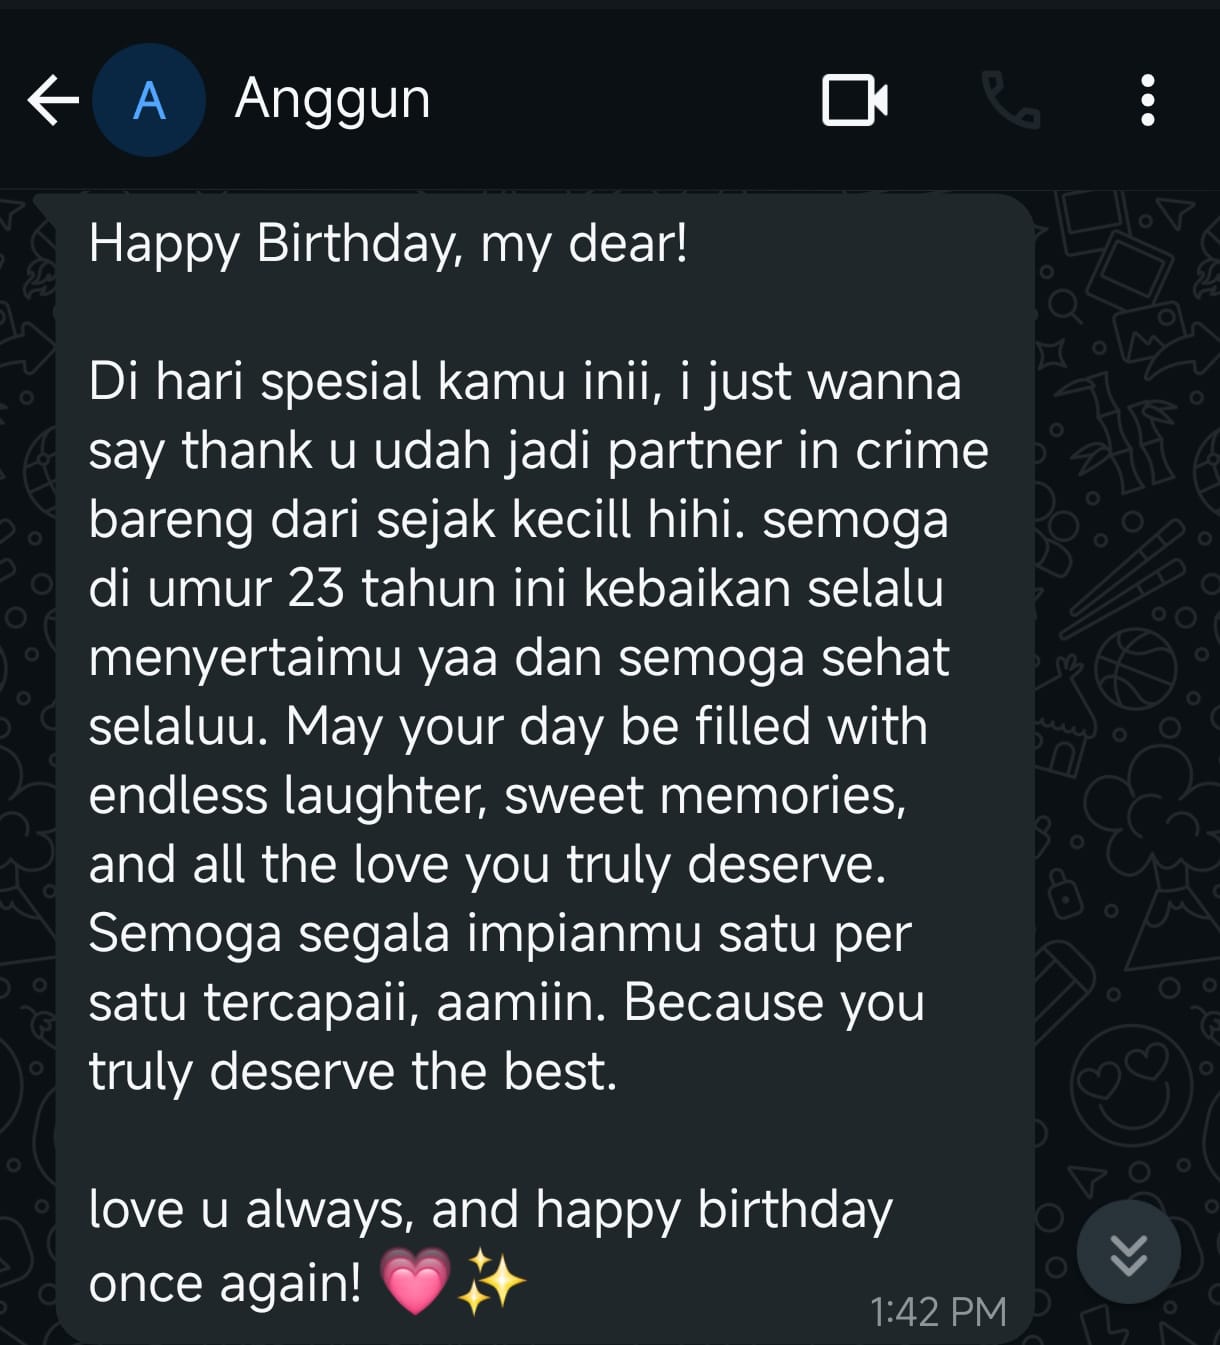 A
Anggun
Happy Birthday, my dear!
Di hari spesial kamu inii, i just wanna
say thank u udah jadi partner in crime
bareng dari sejak kecill hihi. semoga
di umur 23 tahun ini kebaikan selalu
menyertaimu yaa dan semoga sehat
selaluu. May your day be filled with
endless laughter, sweet memories,
and all the love you truly deserve.
Semoga segala impianmu satu per
satu tercapaii, aamiin. Because you
truly deserve the best.
love u always, and happy birthday
once again! 💗✨
1:42 PM